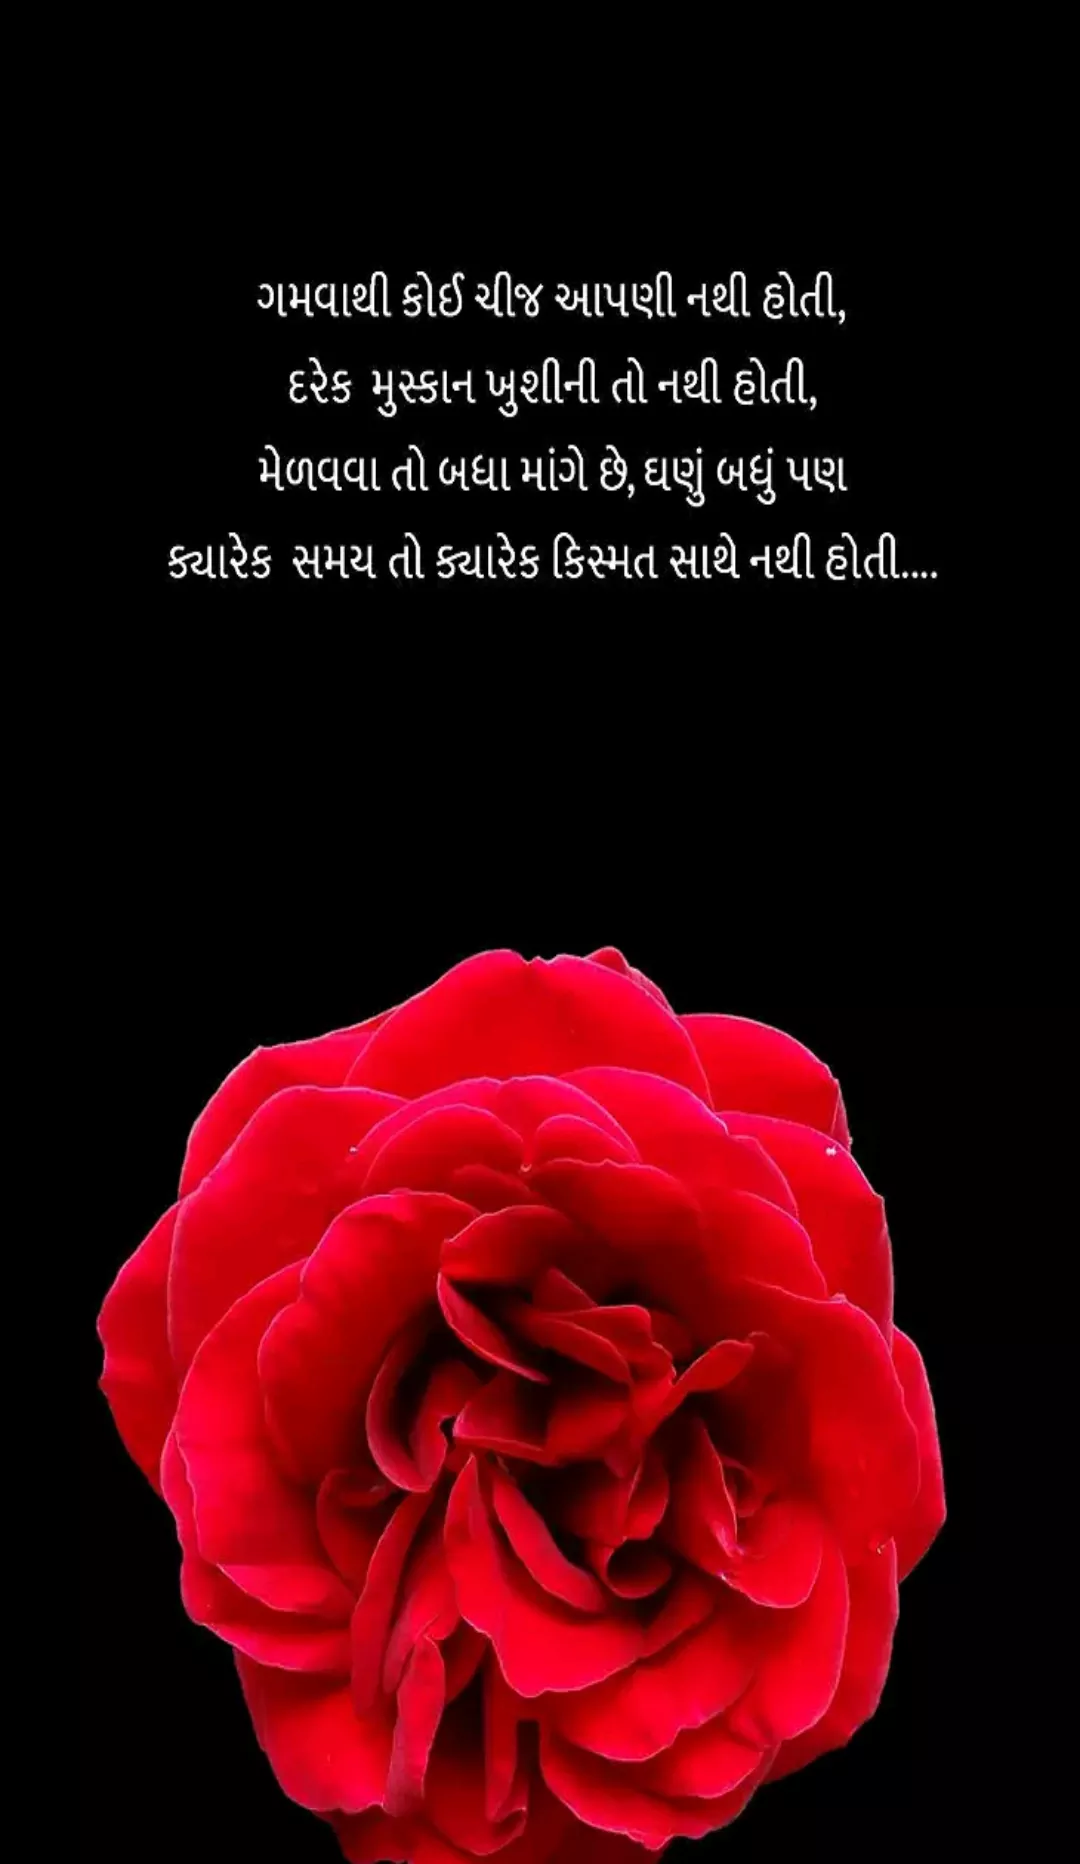 ગમવાથી કોઈ ચીજ આપણી નથી હોતી,
દરેક મુસ્કાન ખુશીની તો નથી હોતી,
મેળવવા તો બધા માંગે છે, ઘણું બધું પણ
ક્યારેક સમય તો ક્યારેક કિસ્મત સાથે નથી હોતી....